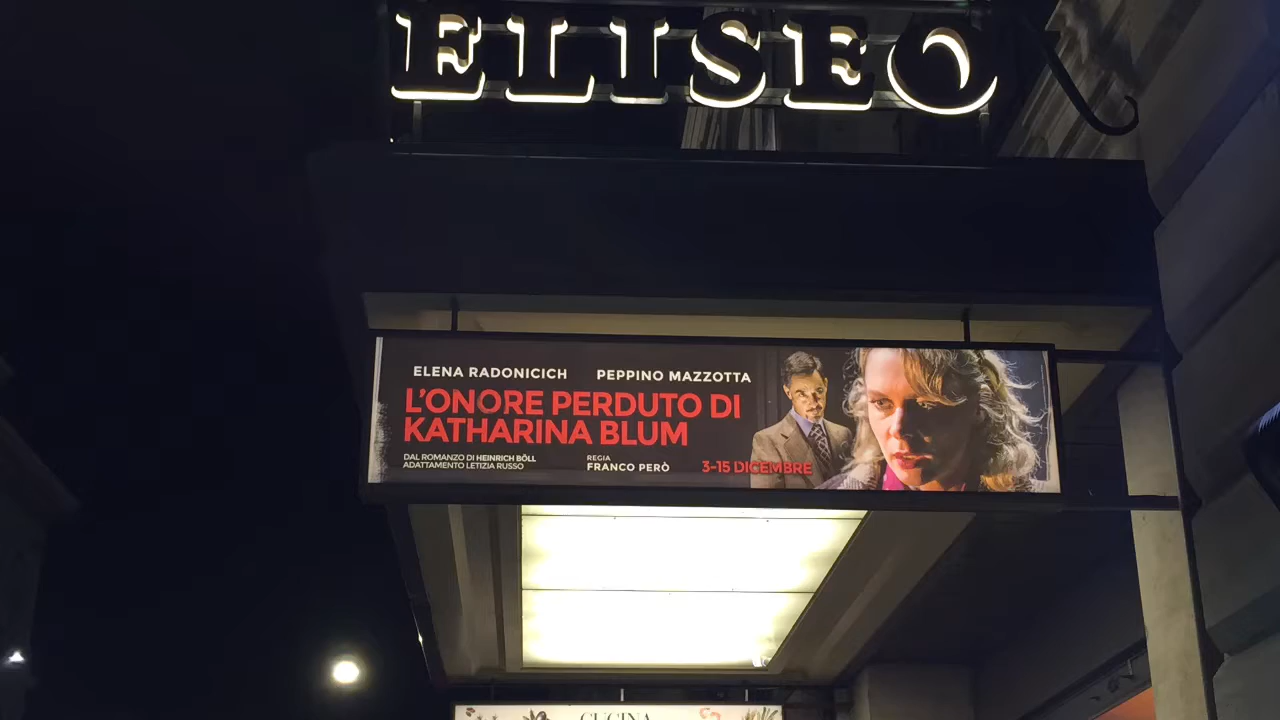 ELISEO
ELENA RADONICICH PEPPINO MAZZOTTA
L'ONORE PERDUTO DI
KATHARINA BLUM
DAL ROMANZO DI HEINRICH BÖLL
ADATTAMENTO LETIZIA RUSSO
REGIA
FRANCO PERÒ
3-15 DICEMBRE
CUCINA